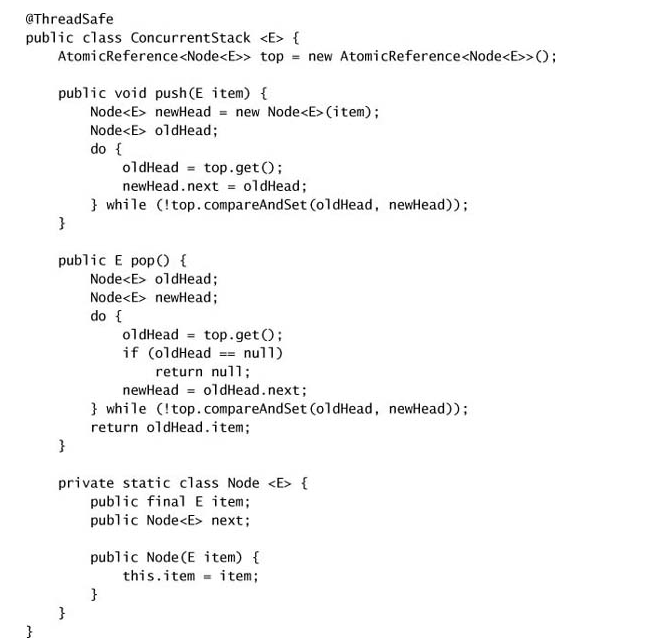 @ThreadSafe
public class ConcurrentStack <E> {
    AtomicReference<Node<E>> top = new AtomicReference<Node<E>>();

    public void push(E item) {
        Node<E> newHead = new Node<E>(item);
        Node<E> oldHead;
        do {
            oldHead = top.get();
            newHead.next = oldHead;
        } while (!top.compareAndSet(oldHead, newHead));
    }

    public E pop() {
        Node<E> oldHead;
        Node<E> newHead;
        do {
            oldHead = top.get();
            if (oldHead == null)
                return null;
            newHead = oldHead.next;
        } while (!top.compareAndSet(oldHead, newHead));
        return oldHead.item;
    }

    private static class Node <E> {
        public final E item;
        public Node<E> next;

        public Node(E item) {
            this.item = item;
        }
    }
}